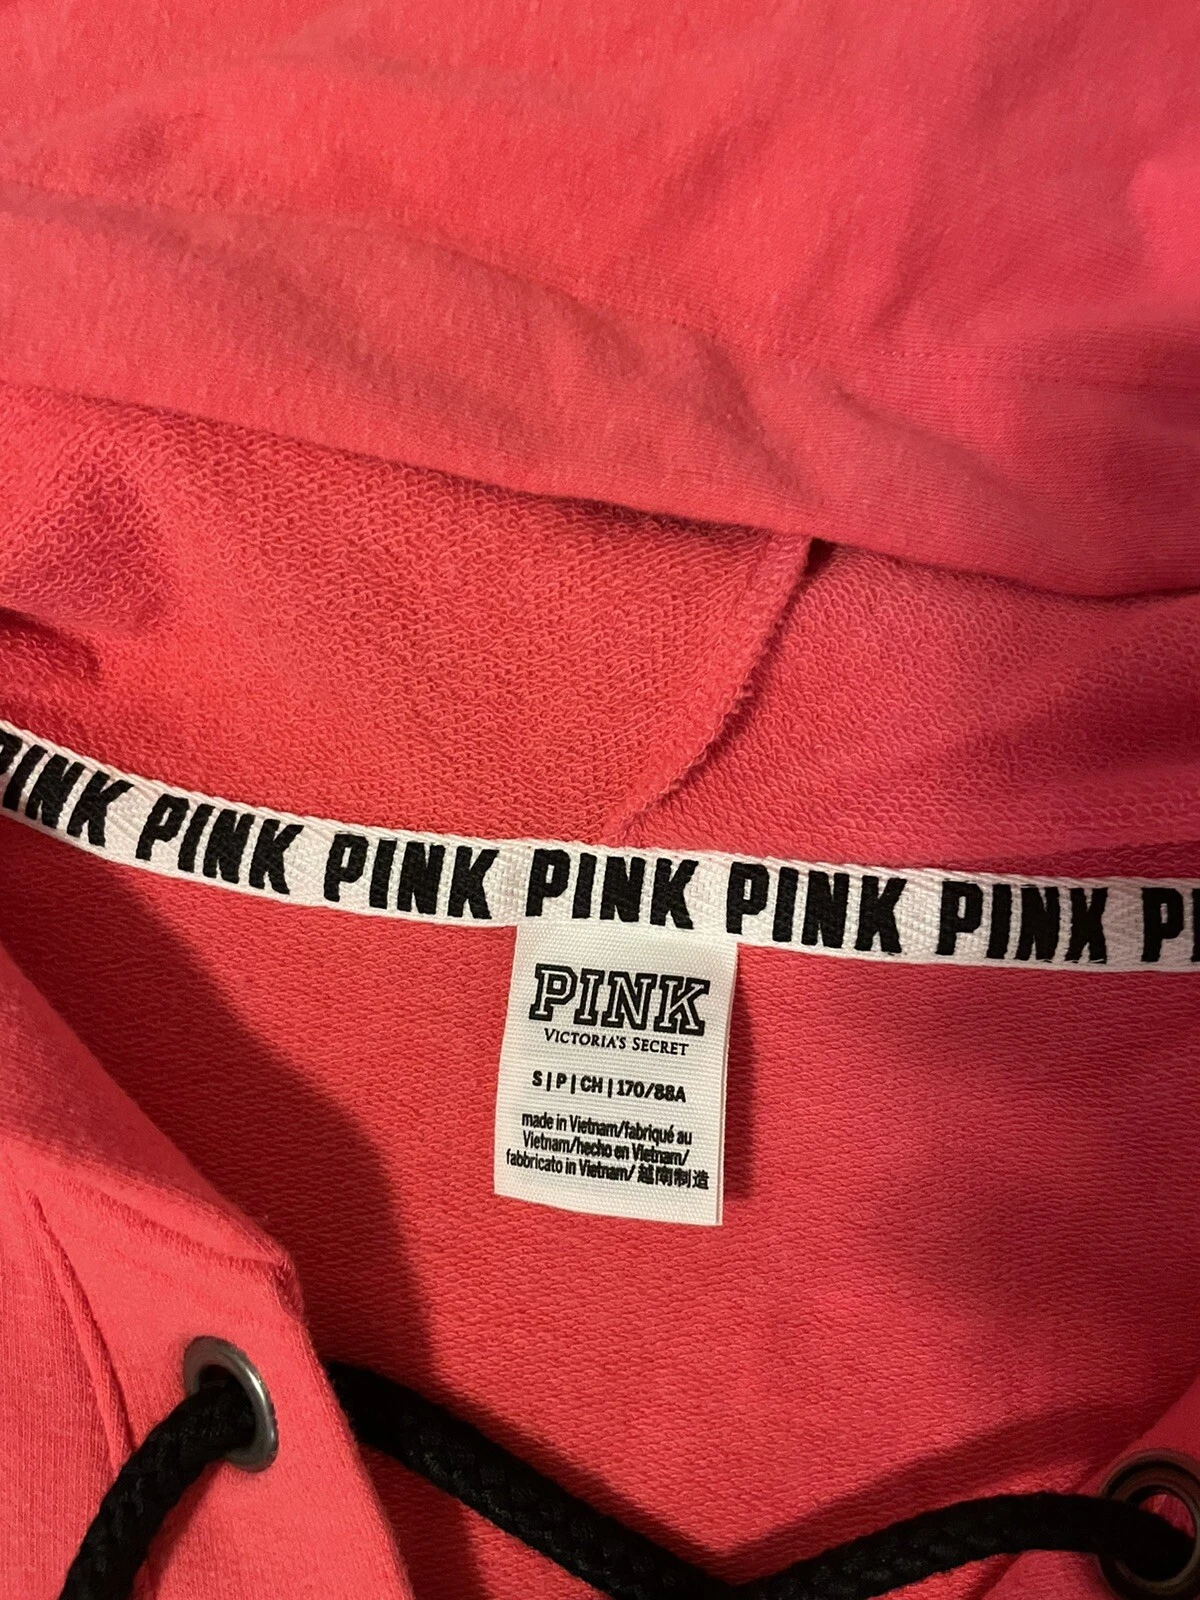 PINK PINK PINK PINK PINK PINK PI
PINK
VICTORIA'S SECRET
S | P | CH | 170/88A
made in Vietnam/fabriqué au
Vietnam/hecho en Vietnam/
fabbricato in Vietnam/ 越南制造